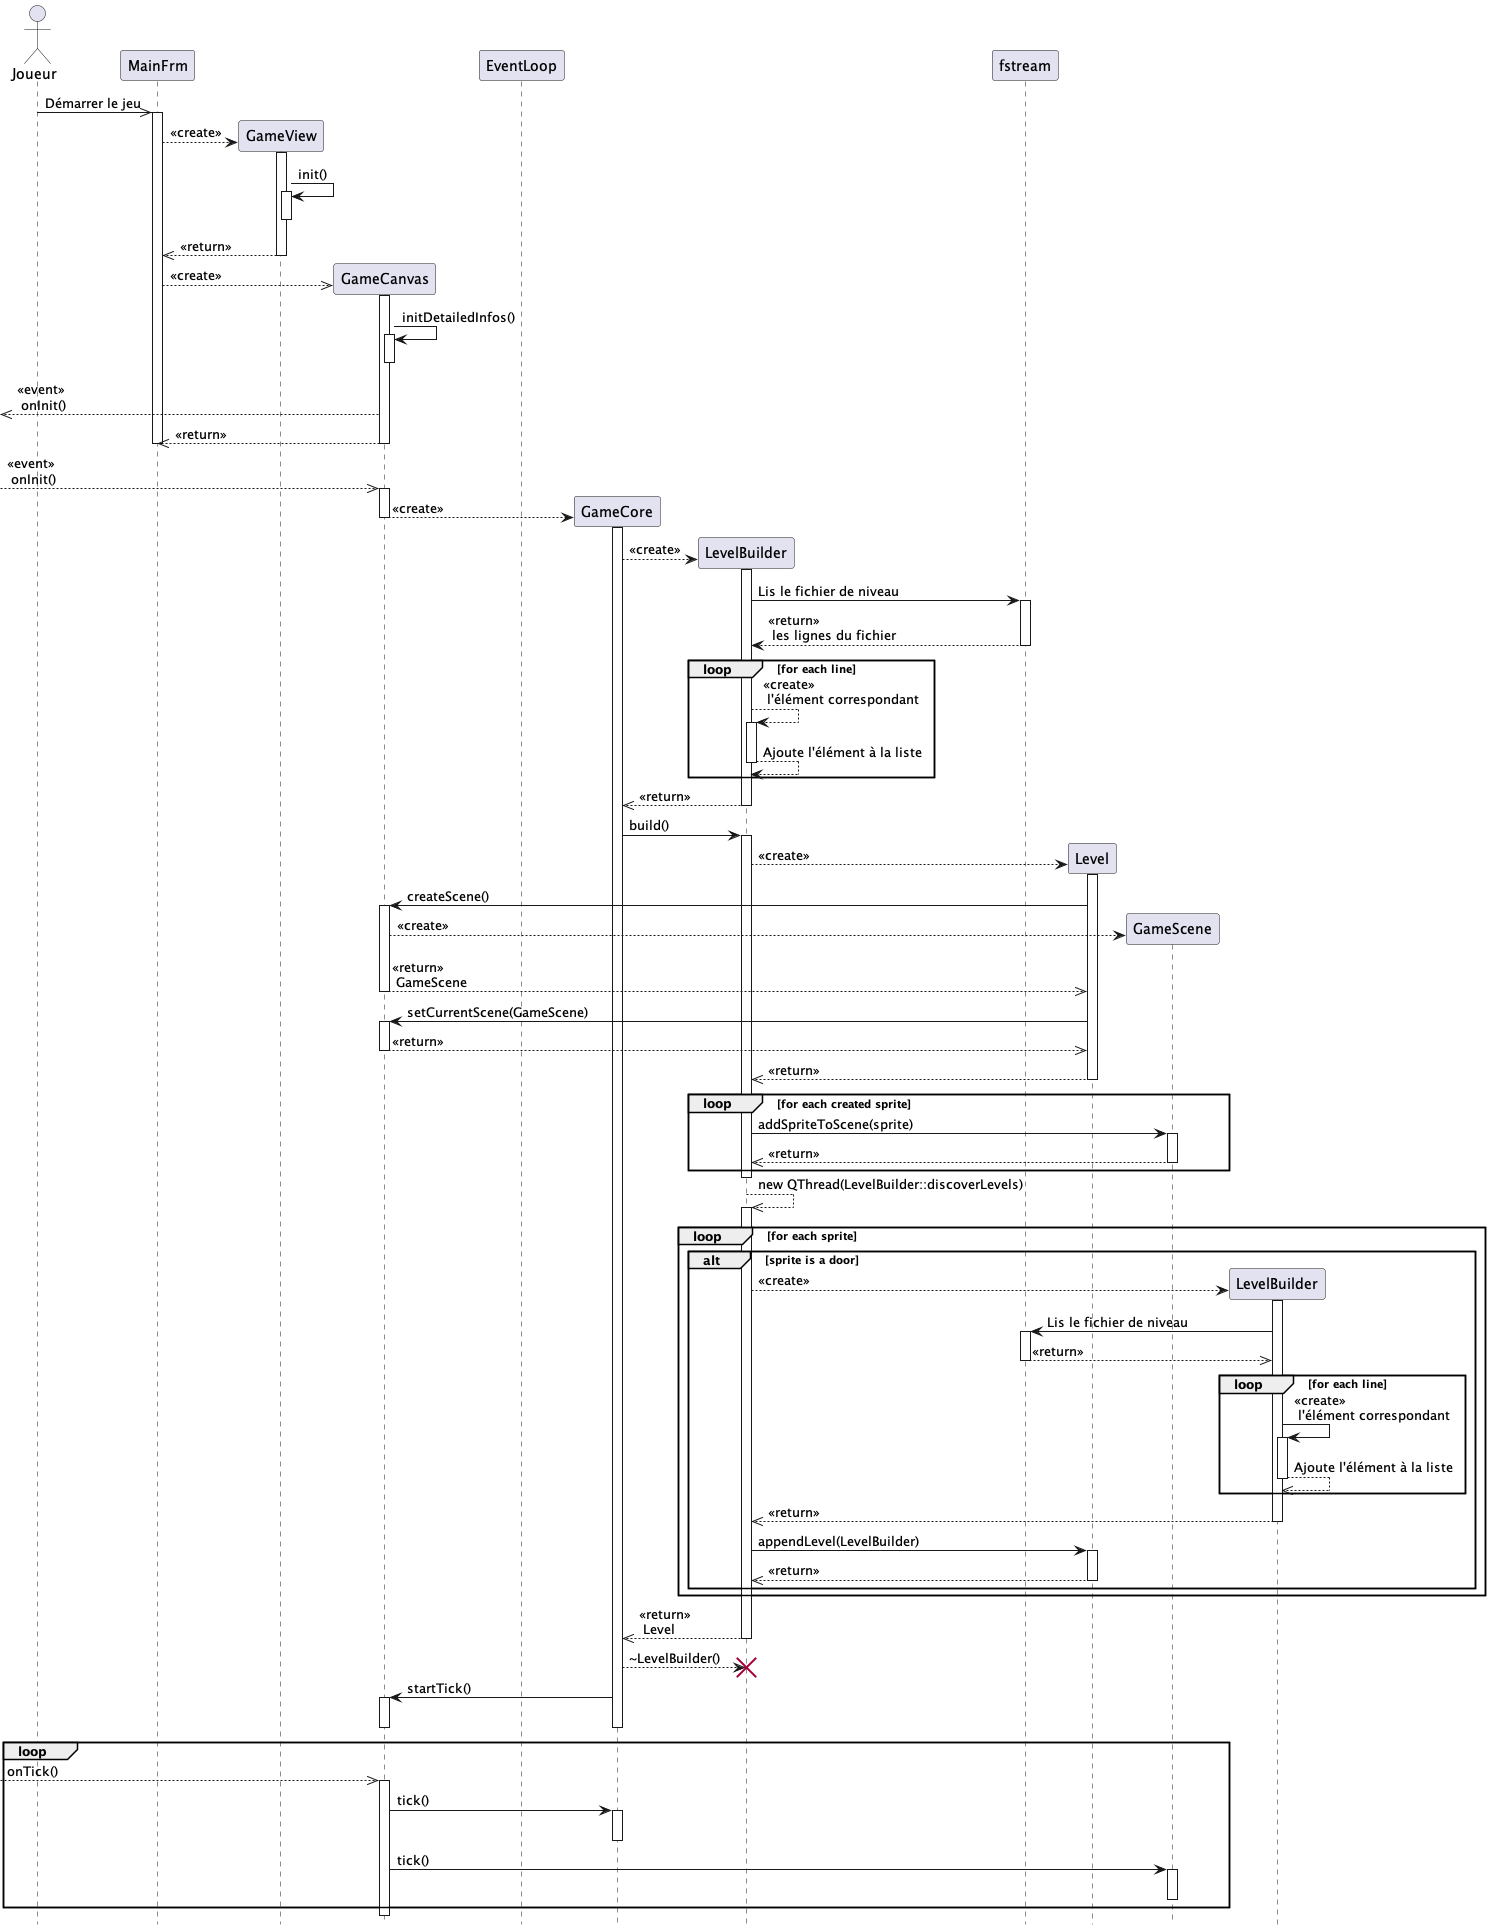 Joueur
MainFrm
EventLoop
fstream
Démarrer le jeu
«create»
GameView
init()
«return»
«create»
GameCanvas
initDetailedInfos()
«event»
onInit()
«return»
«event»
onInit()
«create»
GameCore
«create»
LevelBuilder
Lis le fichier de niveau
«return»
les lignes du fichier
loop [for each line]
«create»
l'élément correspondant
Ajoute l'élément à la liste
«return»
build()
«create»
Level
createScene()
«create»
GameScene
«return»
GameScene
setCurrentScene(GameScene)
«return»
«return»
loop [for each created sprite]
addSpriteToScene(sprite)
«return»
new QThread(LevelBuilder::discoverLevels)
loop [for each sprite]
alt [sprite is a door]
«create»
LevelBuilder
Lis le fichier de niveau
«return»
loop [for each line]
«create»
l'élément correspondant
Ajoute l'élément à la liste
«return»
appendLevel(LevelBuilder)
«return»
«return»
Level
~LevelBuilder()
startTick()
loop
onTick()
tick()
tick()